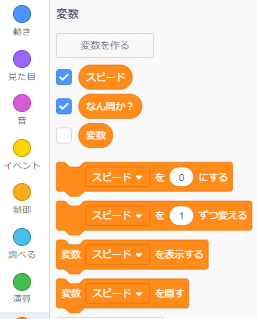 変数
変数を作る
動き
見た目
音
イベント
制御
調べる
演算
スピード
なん周か？
変数
スピード を 0 にする
スピード を 1 ずつ変える
変数 スピード を表示する
変数 スピード を隠す